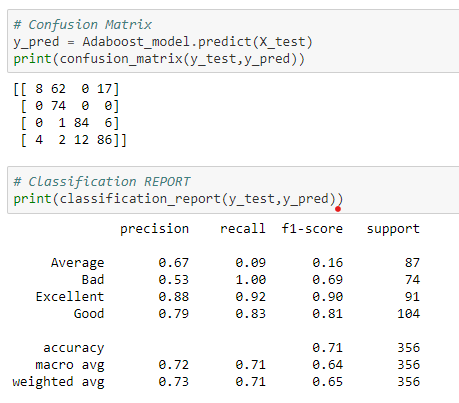 # Confusion Matrix
y_pred = Adaboost_model.predict(X_test)
print(confusion_matrix(y_test,y_pred))
[[ 8 62  0 17]
 [ 0 74  0  0]
 [ 0  1 84  6]
 [ 4  2 12 86]]
# Classification REPORT
print(classification_report(y_test,y_pred))
precision recall f1-score support
Average 0.67 0.09 0.16 87
Bad 0.53 1.00 0.69 74
Excellent 0.88 0.92 0.90 91
Good 0.79 0.83 0.81 104
accuracy 0.71 356
macro avg 0.72 0.71 0.64 356
weighted avg 0.73 0.71 0.65 356